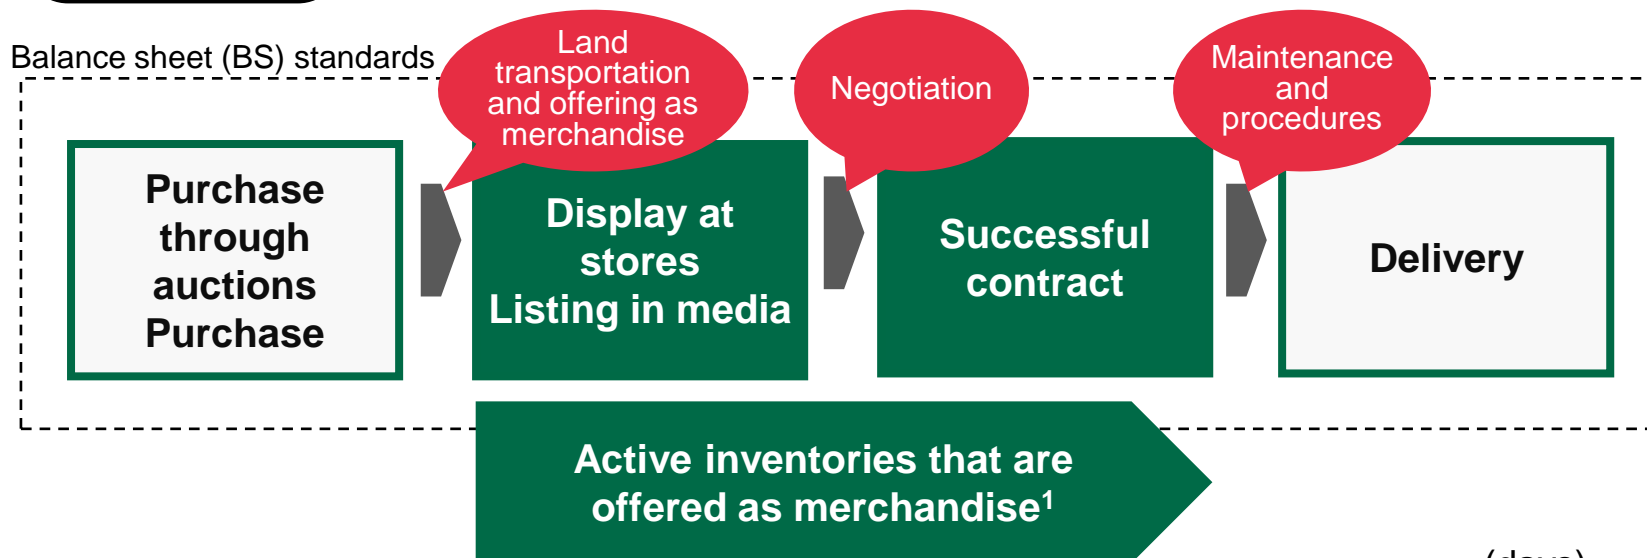 Balance sheet (BS) standards
Land
transportation
and offering as
merchandise
Negotiation
Maintenance
and
procedures
Purchase
through
auctions
Purchase
Display at
stores
Listing in media
Successful
contract
Delivery
Active inventories that are
offered as merchandise1